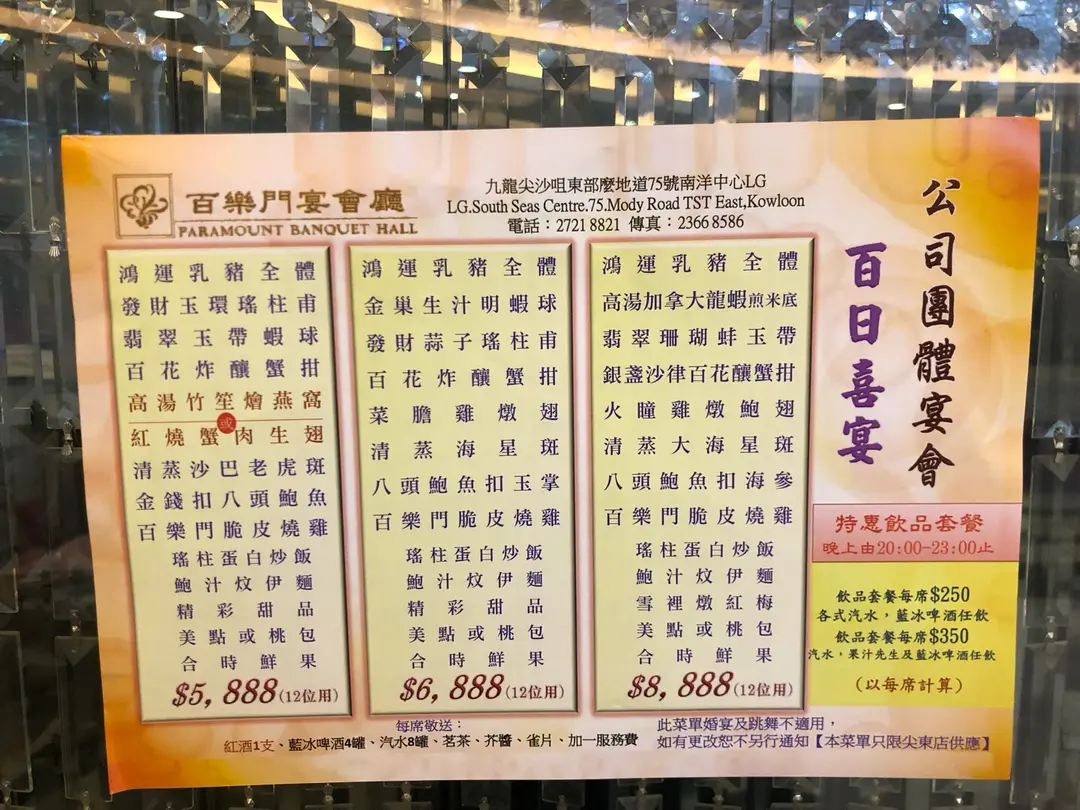 百樂門宴會廳
PARAMOUNT BANQUET HALL
九龍尖沙咀東部麼地道75號南洋中心LG
LG.South Seas Centre.75.Mody Road TST East,Kowloon
電話：2721 8821 傳真：2366 8586
鴻運乳豬全體
發財玉環瑤柱甫
翡翠玉帶蝦球
百花炸釀蟹拑
高湯竹笙燴燕窩
或
紅燒蟹肉生翅
清蒸沙巴老虎斑
金錢扣八頭鮑魚
百樂門脆皮燒雞
瑤柱蛋白炒飯
鮑汁炆伊麵
精彩甜品
美點或桃包
合時鮮果
$5,888(12位用)
鴻運乳豬全體
金巢生汁明蝦球
發財蒜子瑤柱甫
百花炸釀蟹拑
菜膽雞燉翅
清蒸海星斑
八頭鮑魚扣玉掌
百樂門脆皮燒雞
瑤柱蛋白炒飯
鮑汁炆伊麵
精彩甜品
美點或桃包
合時鮮果
$6,888(12位用)
鴻運乳豬全體
高湯加拿大龍蝦煎米底
翡翠珊瑚蚌玉帶
銀盞沙律百花釀蟹拑
火瞳雞燉鮑翅
清蒸大海星斑
八頭鮑魚扣海參
百樂門脆皮燒雞
瑤柱蛋白炒飯
鮑汁炆伊麵
雪裡燉紅梅
美點或桃包
合時鮮果
$8,888(12位用)
公司團體宴會
百日喜宴
特惠飲品套餐
晚上由20:00-23:00止
飲品套餐每席$250
各式汽水，藍冰啤酒任飲
飲品套餐每席$350
汽水，果汁先生及藍冰啤酒任飲
（以每席計算）
每席敬送：
紅酒1支、藍冰啤酒4罐、汽水8罐、茗茶、芥醬、雀片、加一服務費
此菜單婚宴及跳舞不適用，
如有更改恕不另行通知【本菜單只限尖東店供應】